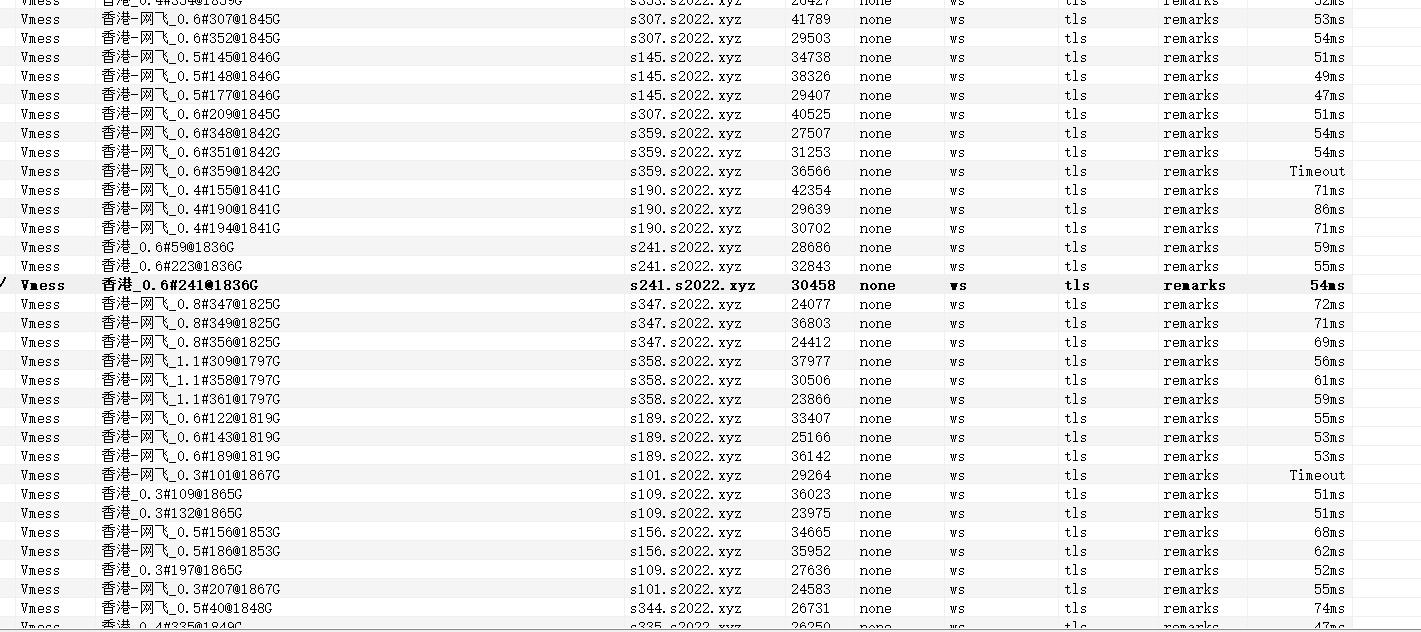 Vmess 香港-网飞_0.4#354@1839G s353.s2022.xyz 26427 none ws tls remarks 52ms
Vmess 香港-网飞_0.6#307@1845G s307.s2022.xyz 41789 none ws tls remarks 53ms
Vmess 香港-网飞_0.6#352@1845G s307.s2022.xyz 29503 none ws tls remarks 54ms
Vmess 香港-网飞_0.5#145@1846G s145.s2022.xyz 34738 none ws tls remarks 51ms
Vmess 香港-网飞_0.5#148@1846G s145.s2022.xyz 38326 none ws tls remarks 49ms
Vmess 香港-网飞_0.5#177@1846G s145.s2022.xyz 29407 none ws tls remarks 47ms
Vmess 香港-网飞_0.6#209@1845G s307.s2022.xyz 40525 none ws tls remarks 51ms
Vmess 香港-网飞_0.6#348@1842G s359.s2022.xyz 27507 none ws tls remarks 54ms
Vmess 香港-网飞_0.6#351@1842G s359.s2022.xyz 31253 none ws tls remarks 54ms
Vmess 香港-网飞_0.6#359@1842G s359.s2022.xyz 36566 none ws tls remarks Timeout
Vmess 香港-网飞_0.4#155@1841G s190.s2022.xyz 42354 none ws tls remarks 71ms
Vmess 香港-网飞_0.4#190@1841G s190.s2022.xyz 29639 none ws tls remarks 86ms
Vmess 香港-网飞_0.4#194@1841G s190.s2022.xyz 30702 none ws tls remarks 71ms
Vmess 香港_0.6#59@1836G s241.s2022.xyz 28686 none ws tls remarks 59ms
Vmess 香港_0.6#223@1836G s241.s2022.xyz 32843 none ws tls remarks 55ms
Vmess 香港_0.6#241@1836G s241.s2022.xyz 30458 none ws tls remarks 54ms
Vmess 香港-网飞_0.8#347@1825G s347.s2022.xyz 24077 none ws tls remarks 72ms
Vmess 香港-网飞_0.8#349@1825G s347.s2022.xyz 36803 none ws tls remarks 71ms
Vmess 香港-网飞_0.8#356@1825G s347.s2022.xyz 24412 none ws tls remarks 69ms
Vmess 香港-网飞_1.1#309@1797G s358.s2022.xyz 37977 none ws tls remarks 56ms
Vmess 香港-网飞_1.1#358@1797G s358.s2022.xyz 30506 none ws tls remarks 61ms
Vmess 香港-网飞_1.1#361@1797G s358.s2022.xyz 23866 none ws tls remarks 59ms
Vmess 香港-网飞_0.6#122@1819G s189.s2022.xyz 33407 none ws tls remarks 55ms
Vmess 香港-网飞_0.6#143@1819G s189.s2022.xyz 25166 none ws tls remarks 53ms
Vmess 香港-网飞_0.6#189@1819G s189.s2022.xyz 36142 none ws tls remarks 53ms
Vmess 香港-网飞_0.3#101@1867G s101.s2022.xyz 29264 none ws tls remarks Timeout
Vmess 香港_0.3#109@1865G s109.s2022.xyz 36023 none ws tls remarks 51ms
Vmess 香港_0.3#132@1865G s109.s2022.xyz 23975 none ws tls remarks 51ms
Vmess 香港-网飞_0.5#156@1853G s156.s2022.xyz 34665 none ws tls remarks 68ms
Vmess 香港-网飞_0.5#186@1853G s156.s2022.xyz 35952 none ws tls remarks 62ms
Vmess 香港_0.3#197@1865G s109.s2022.xyz 27636 none ws tls remarks 52ms
Vmess 香港-网飞_0.3#207@1867G s101.s2022.xyz 24583 none ws tls remarks 55ms
Vmess 香港-网飞_0.5#40@1848G s344.s2022.xyz 26731 none ws tls remarks 74ms
Vmess 香港-网飞_0.4#335@1849G s335.s2022.xyz 26250 none ws tls remarks 47ms